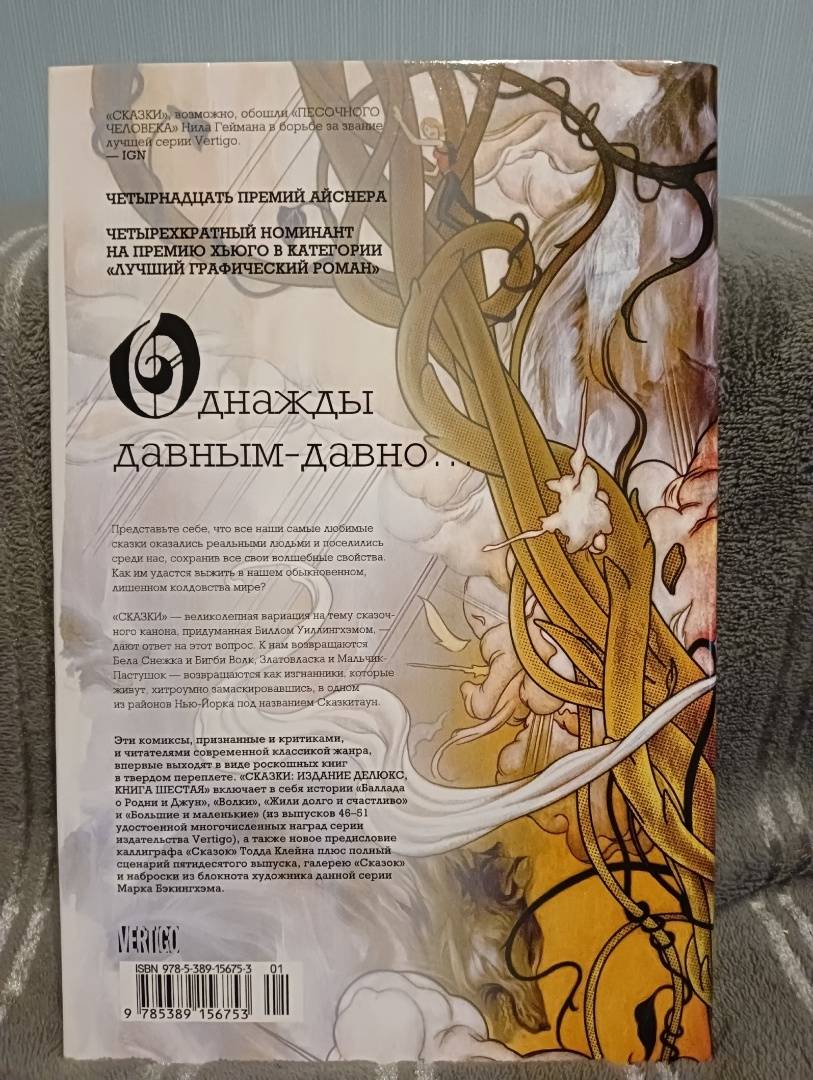 «СКАЗКИ», возможно, обошли «ПЕСОЧНОГО
ЧЕЛОВЕКА» Нила Геймана в борьбе за звание
лучшей серии Vertigo.
— IGN
ЧЕТЫРНАДЦАТЬ ПРЕМИЙ АЙСНЕРА
ЧЕТЫРЕХКРАТНЫЙ НОМИНАНТ
НА ПРЕМИЮ ХЬЮГО В КАТЕГОРИИ
«ЛУЧШИЙ ГРАФИЧЕСКИЙ РОМАН»
Однажды
давным-давно...
Представьте себе, что все наши самые любимые
сказки оказались реальными людьми и поселились
среди нас, сохранив все свои волшебные свойства.
Как им удастся выжить в нашем обыкновенном,
лишенном колдовства мире?
«СКАЗКИ» — великолепная вариация на тему сказоч-
ного канона, придуманная Биллом Уиллингхэмом, —
дают ответ на этот вопрос. К нам возвращаются
Бела Снежка и Бигби Волк, Златовласка и Мальчик-
Пастушок — возвращаются как изгнанники, которые
живут, хитроумно замаскировавшись, в одном
из районов Нью-Йорка под названием Сказкитаун.
Эти комиксы, признанные и критиками,
и читателями современной классикой жанра,
впервые выходят в виде роскошных книг
в твердом переплете. «СКАЗКИ: ИЗДАНИЕ ДЕЛЮКС,
КНИГА ШЕСТАЯ» включает в себя истории «Баллада
о Родни и Джун», «Волки», «Жили долго и счастливо»
и «Большие и маленькие» (из выпусков 46–51
удостоенной многочисленных наград серии
издательства Vertigo), а также новое предисловие
каллиграфа «Сказок» Тодда Клейна плюс полный
сценарий пятидесятого выпуска, галерею «Сказок»
и наброски из блокнота художника данной серии
Марка Бэкингхэма.
VERTIGO
ISBN 978-5-389-15675-3 01
9 785389 156753